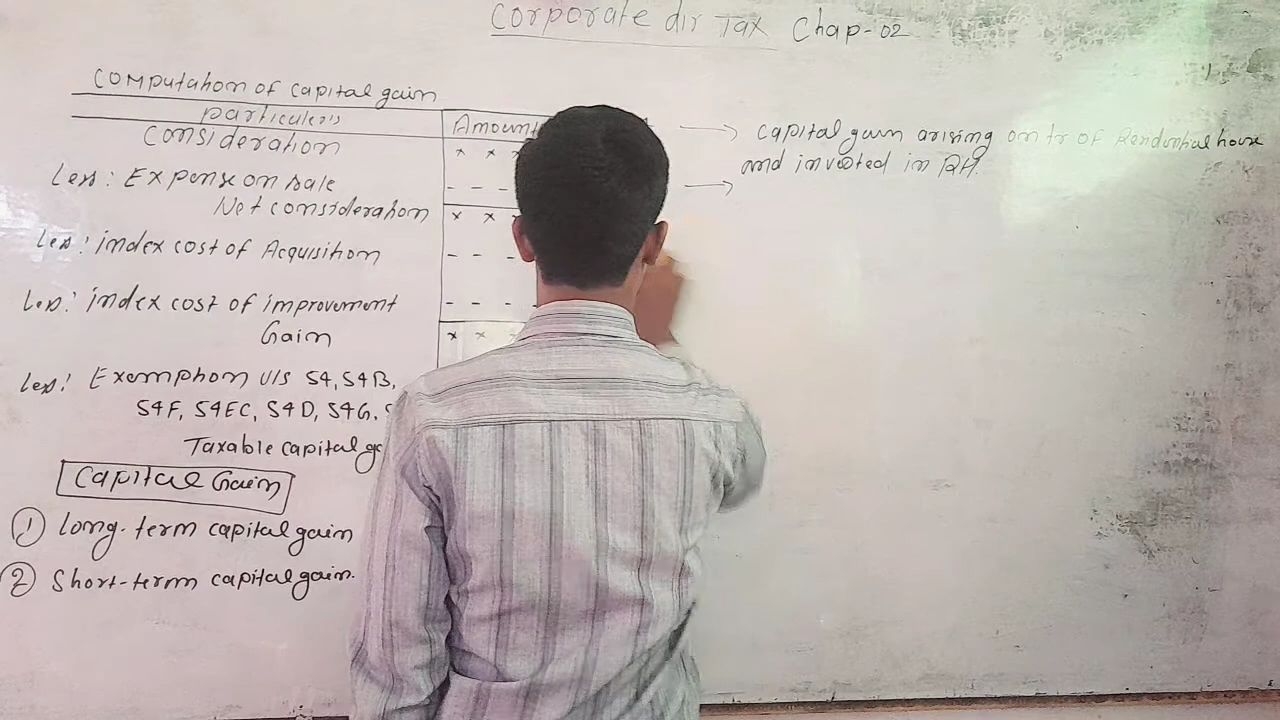 Corporate dir Tax Chap-02
Computation of capital gain
particulers
Amount
Consideration
x x
Less: Expense on sale
- - -
Net consideration
x x
Less: index cost of Acquisition
- - -
Less: index cost of improvement
- - -
Gain
x x
Less: Exemption U/s 54, 54B,
54F, 54EC, 54D, 54G,
Taxable capital
Capital Gain
① Long-term capital gain
② Short-term capital gain.
→ capital gain arising on tr of Residential house
and invested in RH.
→